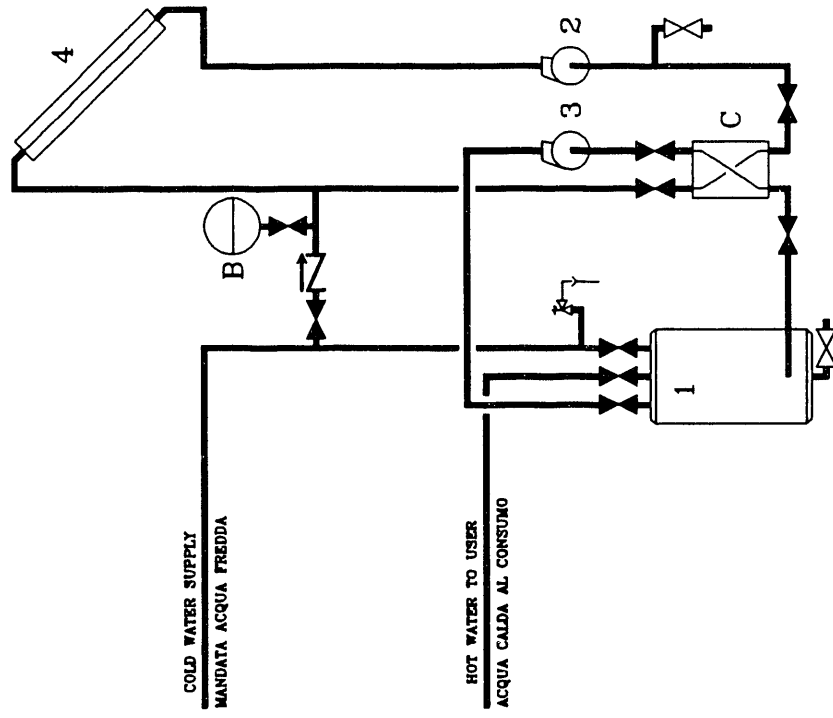 4
2
3
C
B
1
COLD WATER SUPPLY
MANDATA ACQUA FREDDA
HOT WATER TO USER
ACQUA CALDA AL CONSUMO